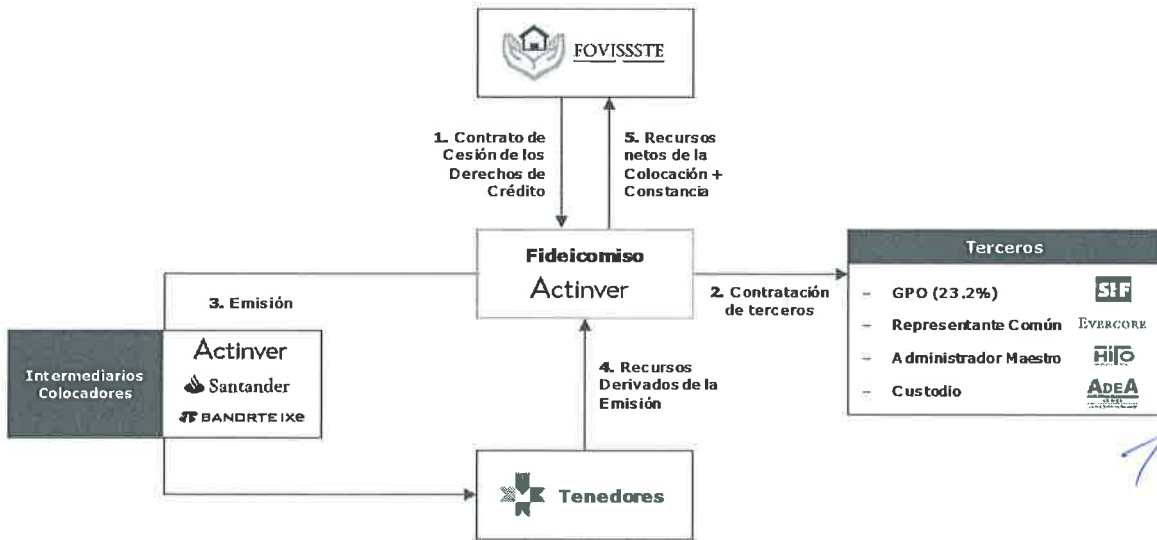 FOVISSSTE
1. Contrato de
Cesión de los
Derechos de
Crédito
5. Recursos
netos de la
Colocación +
Constancia
Fideicomiso
Actinver
2. Contratación
de terceros
Terceros
– GPO (23.2%)
SHF
– Representante Común
EVERCORE
– Administrador Maestro
HiTo
– Custodio
ADEA
3. Emisión
Intermediarios
Colocadores
Actinver
Santander
BANORTE IXE
4. Recursos
Derivados de la
Emisión
Tenedores